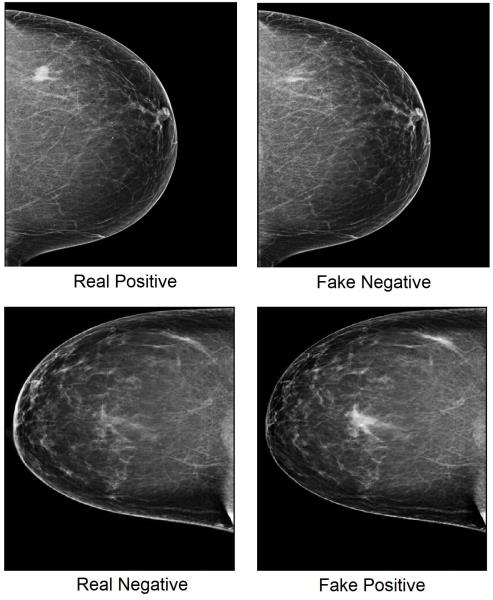 Real Positive
Fake Negative
Real Negative
Fake Positive